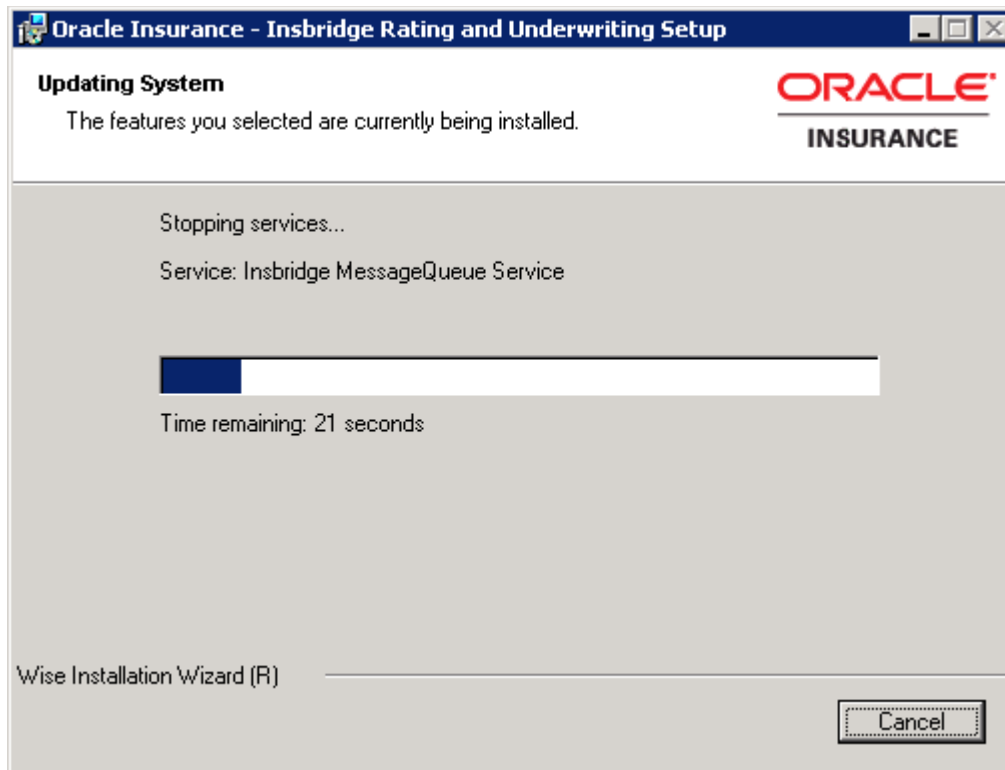 Oracle Insurance - Insbridge Rating and Underwriting Setup
Updating System
The features you selected are currently being installed.
ORACLE
INSURANCE
Stopping services...
Service: Insbridge MessageQueue Service
Time remaining: 21 seconds
Wise Installation Wizard (R)
Cancel